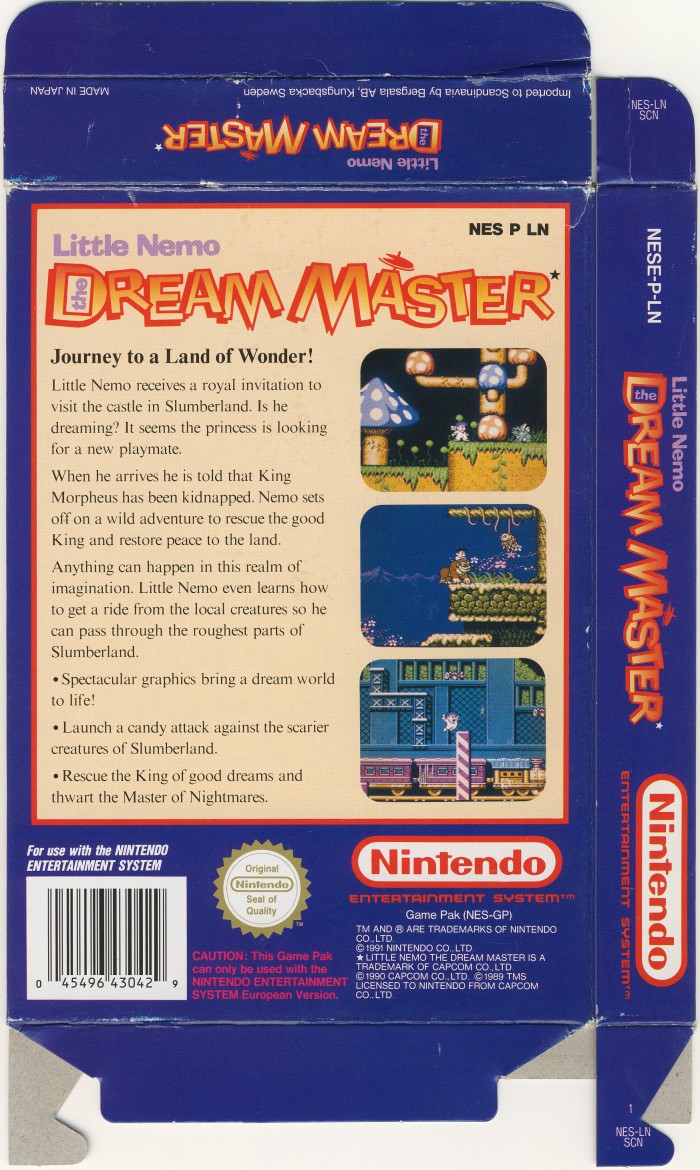 MADE IN JAPAN
Imported to Scandinavia by Bergsala AB, Kungsbacka Sweden
Little Nemo
the DREAM MASTER★
NES-LN
SCN
NESE-P-LN
Little Nemo
the DREAM MASTER★
Nintendo
ENTERTAINMENT SYSTEM™
NES P LN
Little Nemo
the DREAM MASTER★
Journey to a Land of Wonder!
Little Nemo receives a royal invitation to
visit the castle in Slumberland. Is he
dreaming? It seems the princess is looking
for a new playmate.
When he arrives he is told that King
Morpheus has been kidnapped. Nemo sets
off on a wild adventure to rescue the good
King and restore peace to the land.
Anything can happen in this realm of
imagination. Little Nemo even learns how
to get a ride from the local creatures so he
can pass through the roughest parts of
Slumberland.
• Spectacular graphics bring a dream world
to life!
• Launch a candy attack against the scarier
creatures of Slumberland.
• Rescue the King of good dreams and
thwart the Master of Nightmares.
For use with the NINTENDO
ENTERTAINMENT SYSTEM
0 45496 43042 9
Original
Nintendo
Seal of
Quality
TM
CAUTION: This Game Pak
can only be used with the
NINTENDO ENTERTAINMENT
SYSTEM European Version.
Nintendo
ENTERTAINMENT SYSTEM™
Game Pak (NES-GP)
TM AND ® ARE TRADEMARKS OF NINTENDO
CO., LTD.
©1991 NINTENDO CO., LTD.
★LITTLE NEMO THE DREAM MASTER IS A
TRADEMARK OF CAPCOM CO., LTD.
©1990 CAPCOM CO., LTD. ©1989 TMS
LICENSED TO NINTENDO FROM CAPCOM
CO., LTD.
1
NES-LN
SCN